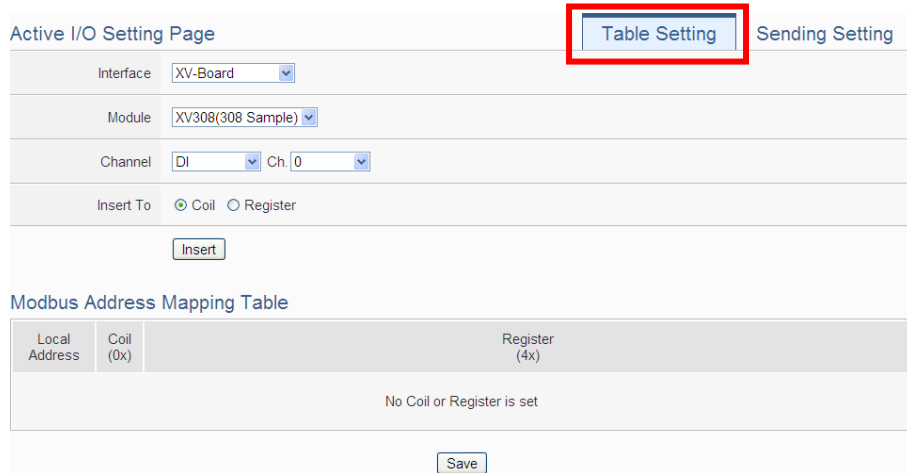 Active I/O Setting Page Table Setting Sending Setting
Interface XV-Board
Module XV308(308 Sample)
Channel DI Ch. 0
Insert To Coil Register
Insert
Modbus Address Mapping Table
Local Address Coil (0x) Register (4x)
No Coil or Register is set
Save